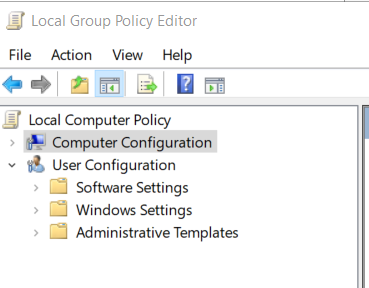 Local Group Policy Editor
File Action View Help
Local Computer Policy
Computer Configuration
User Configuration
Software Settings
Windows Settings
Administrative Templates